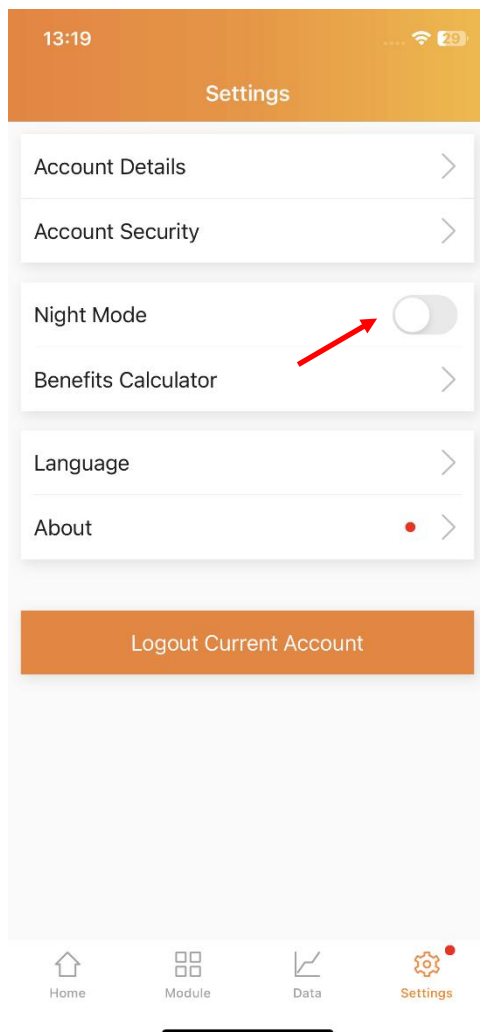 13:19
29
Settings
Account Details
Account Security
Night Mode
Benefits Calculator
Language
About
Logout Current Account
Home Module Data Settings